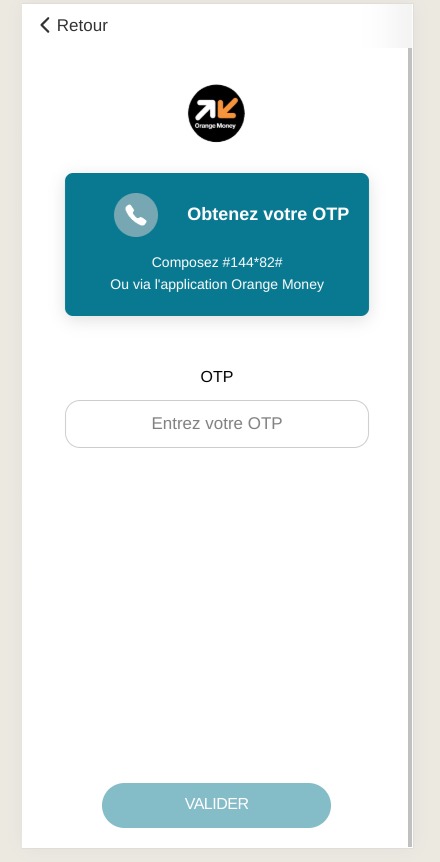 Retour
Orange Money
Obtenez votre OTP
Composez #144*82#
Ou via l'application Orange Money
OTP
Entrez votre OTP
VALIDER